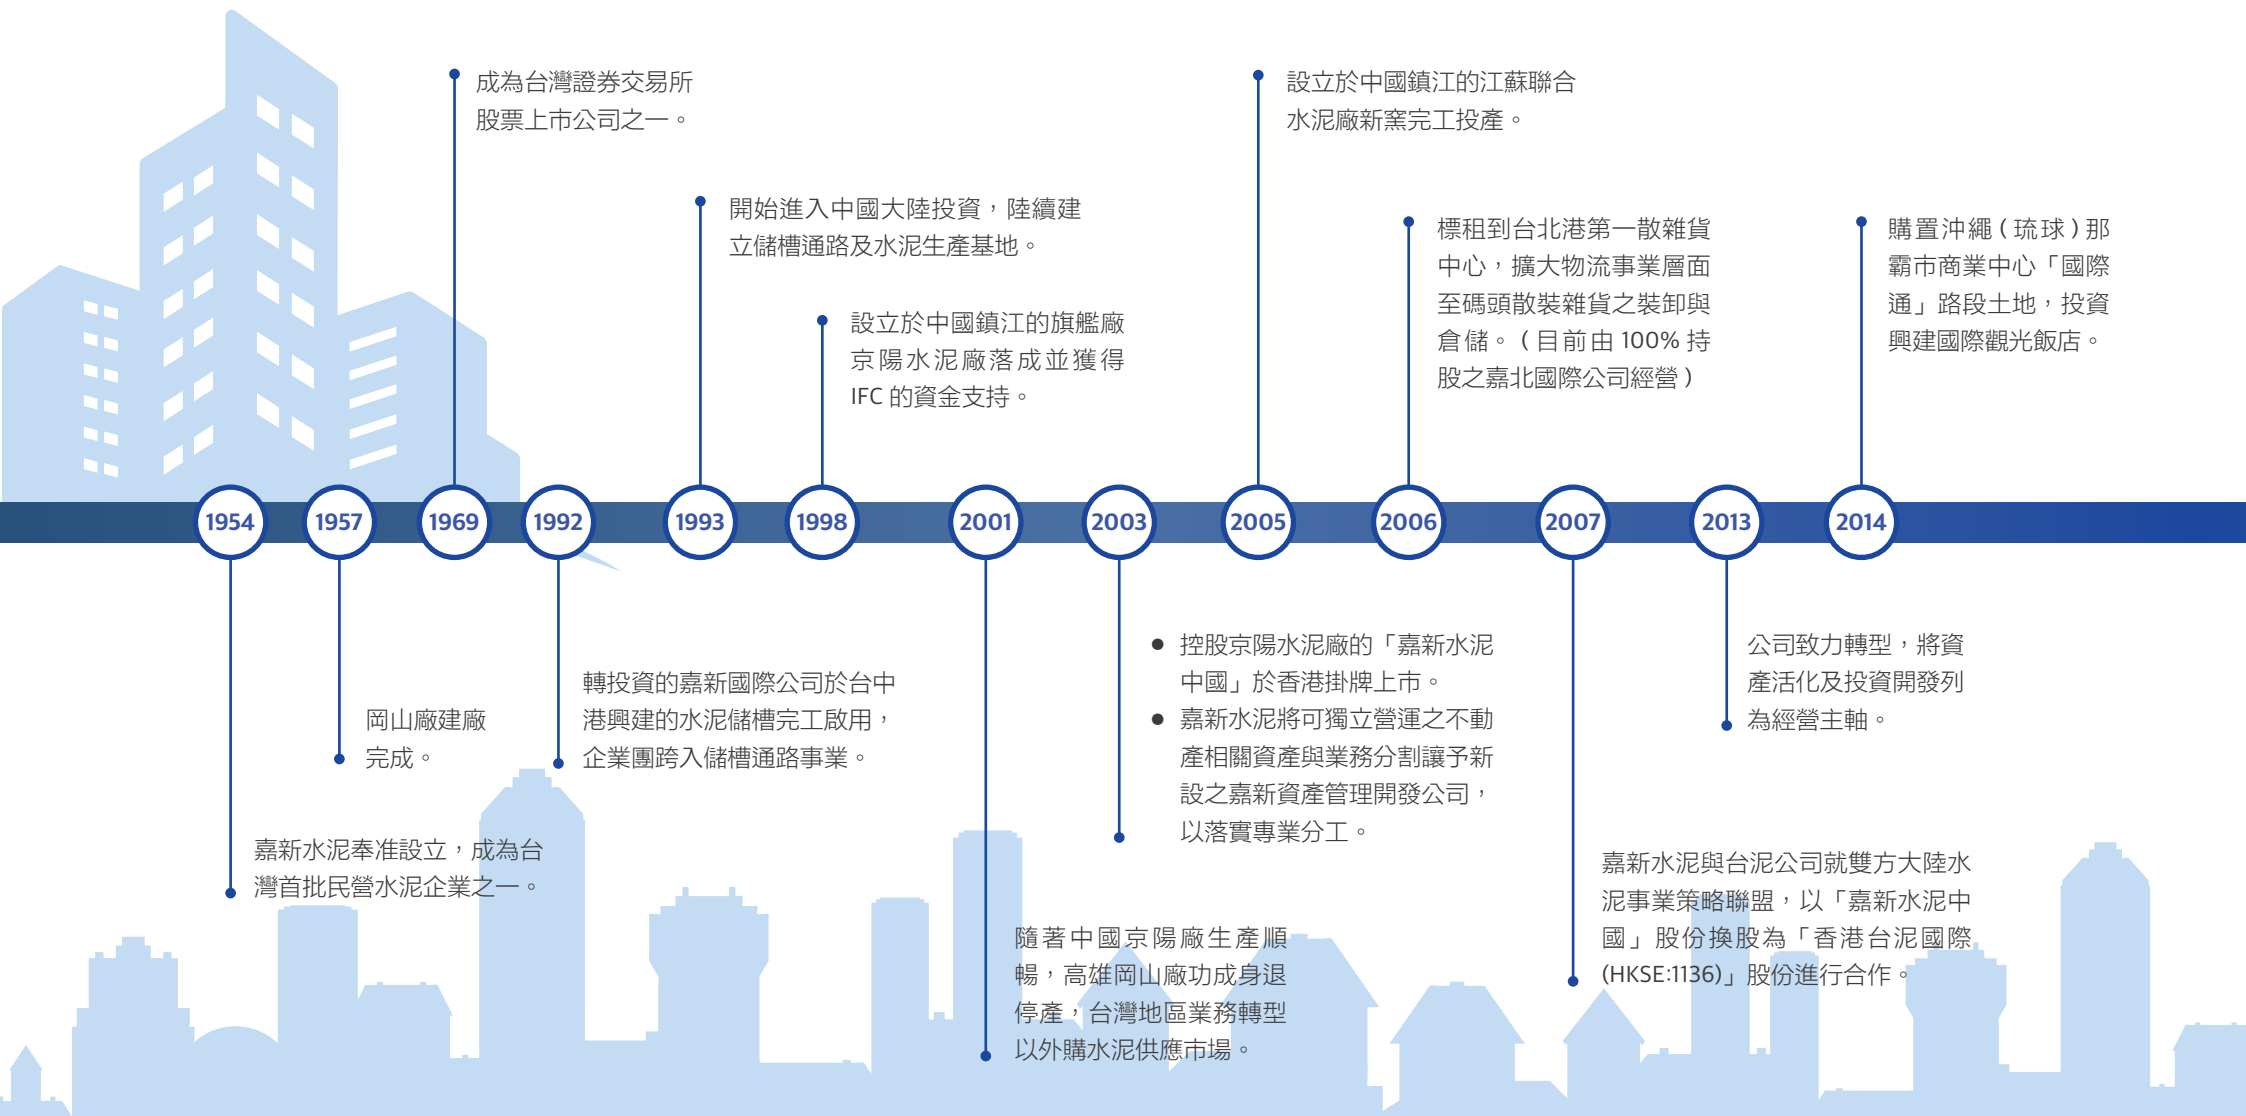 成為台灣證券交易所
股票上市公司之一。
設立於中國鎮江的江蘇聯合
水泥廠新窯完工投產。
開始進入中國大陸投資，陸續建
立儲槽通路及水泥生產基地。
設立於中國鎮江的旗艦廠
京陽水泥廠落成並獲得
IFC 的資金支持。
標租到台北港第一散雜貨
中心，擴大物流事業層面
至碼頭散裝雜貨之裝卸與
倉儲。( 目前由 100% 持
股之嘉北國際公司經營 )
購置沖繩 ( 琉球 ) 那
霸市商業中心「國際
通」路段土地，投資
興建國際觀光飯店。
1954
1957
1969
1992
1993
1998
2001
2003
2005
2006
2007
2013
2014
嘉新水泥奉准設立，成為台
灣首批民營水泥企業之一。
岡山廠建廠
完成。
轉投資的嘉新國際公司於台中
港興建的水泥儲槽完工啟用，
企業團跨入儲槽通路事業。
隨著中國京陽廠生產順
暢，高雄岡山廠功成身退
停產，台灣地區業務轉型
以外購水泥供應市場。
● 控股京陽水泥廠的「嘉新水泥
中國」於香港掛牌上市。
● 嘉新水泥將可獨立營運之不動
產相關資產與業務分割讓予新
設之嘉新資產管理開發公司，
以落實專業分工。
嘉新水泥與台泥公司就雙方大陸水
泥事業策略聯盟，以「嘉新水泥中
國」股份換股為「香港台泥國際
(HKSE:1136)」股份進行合作。
公司致力轉型，將資
產活化及投資開發列
為經營主軸。